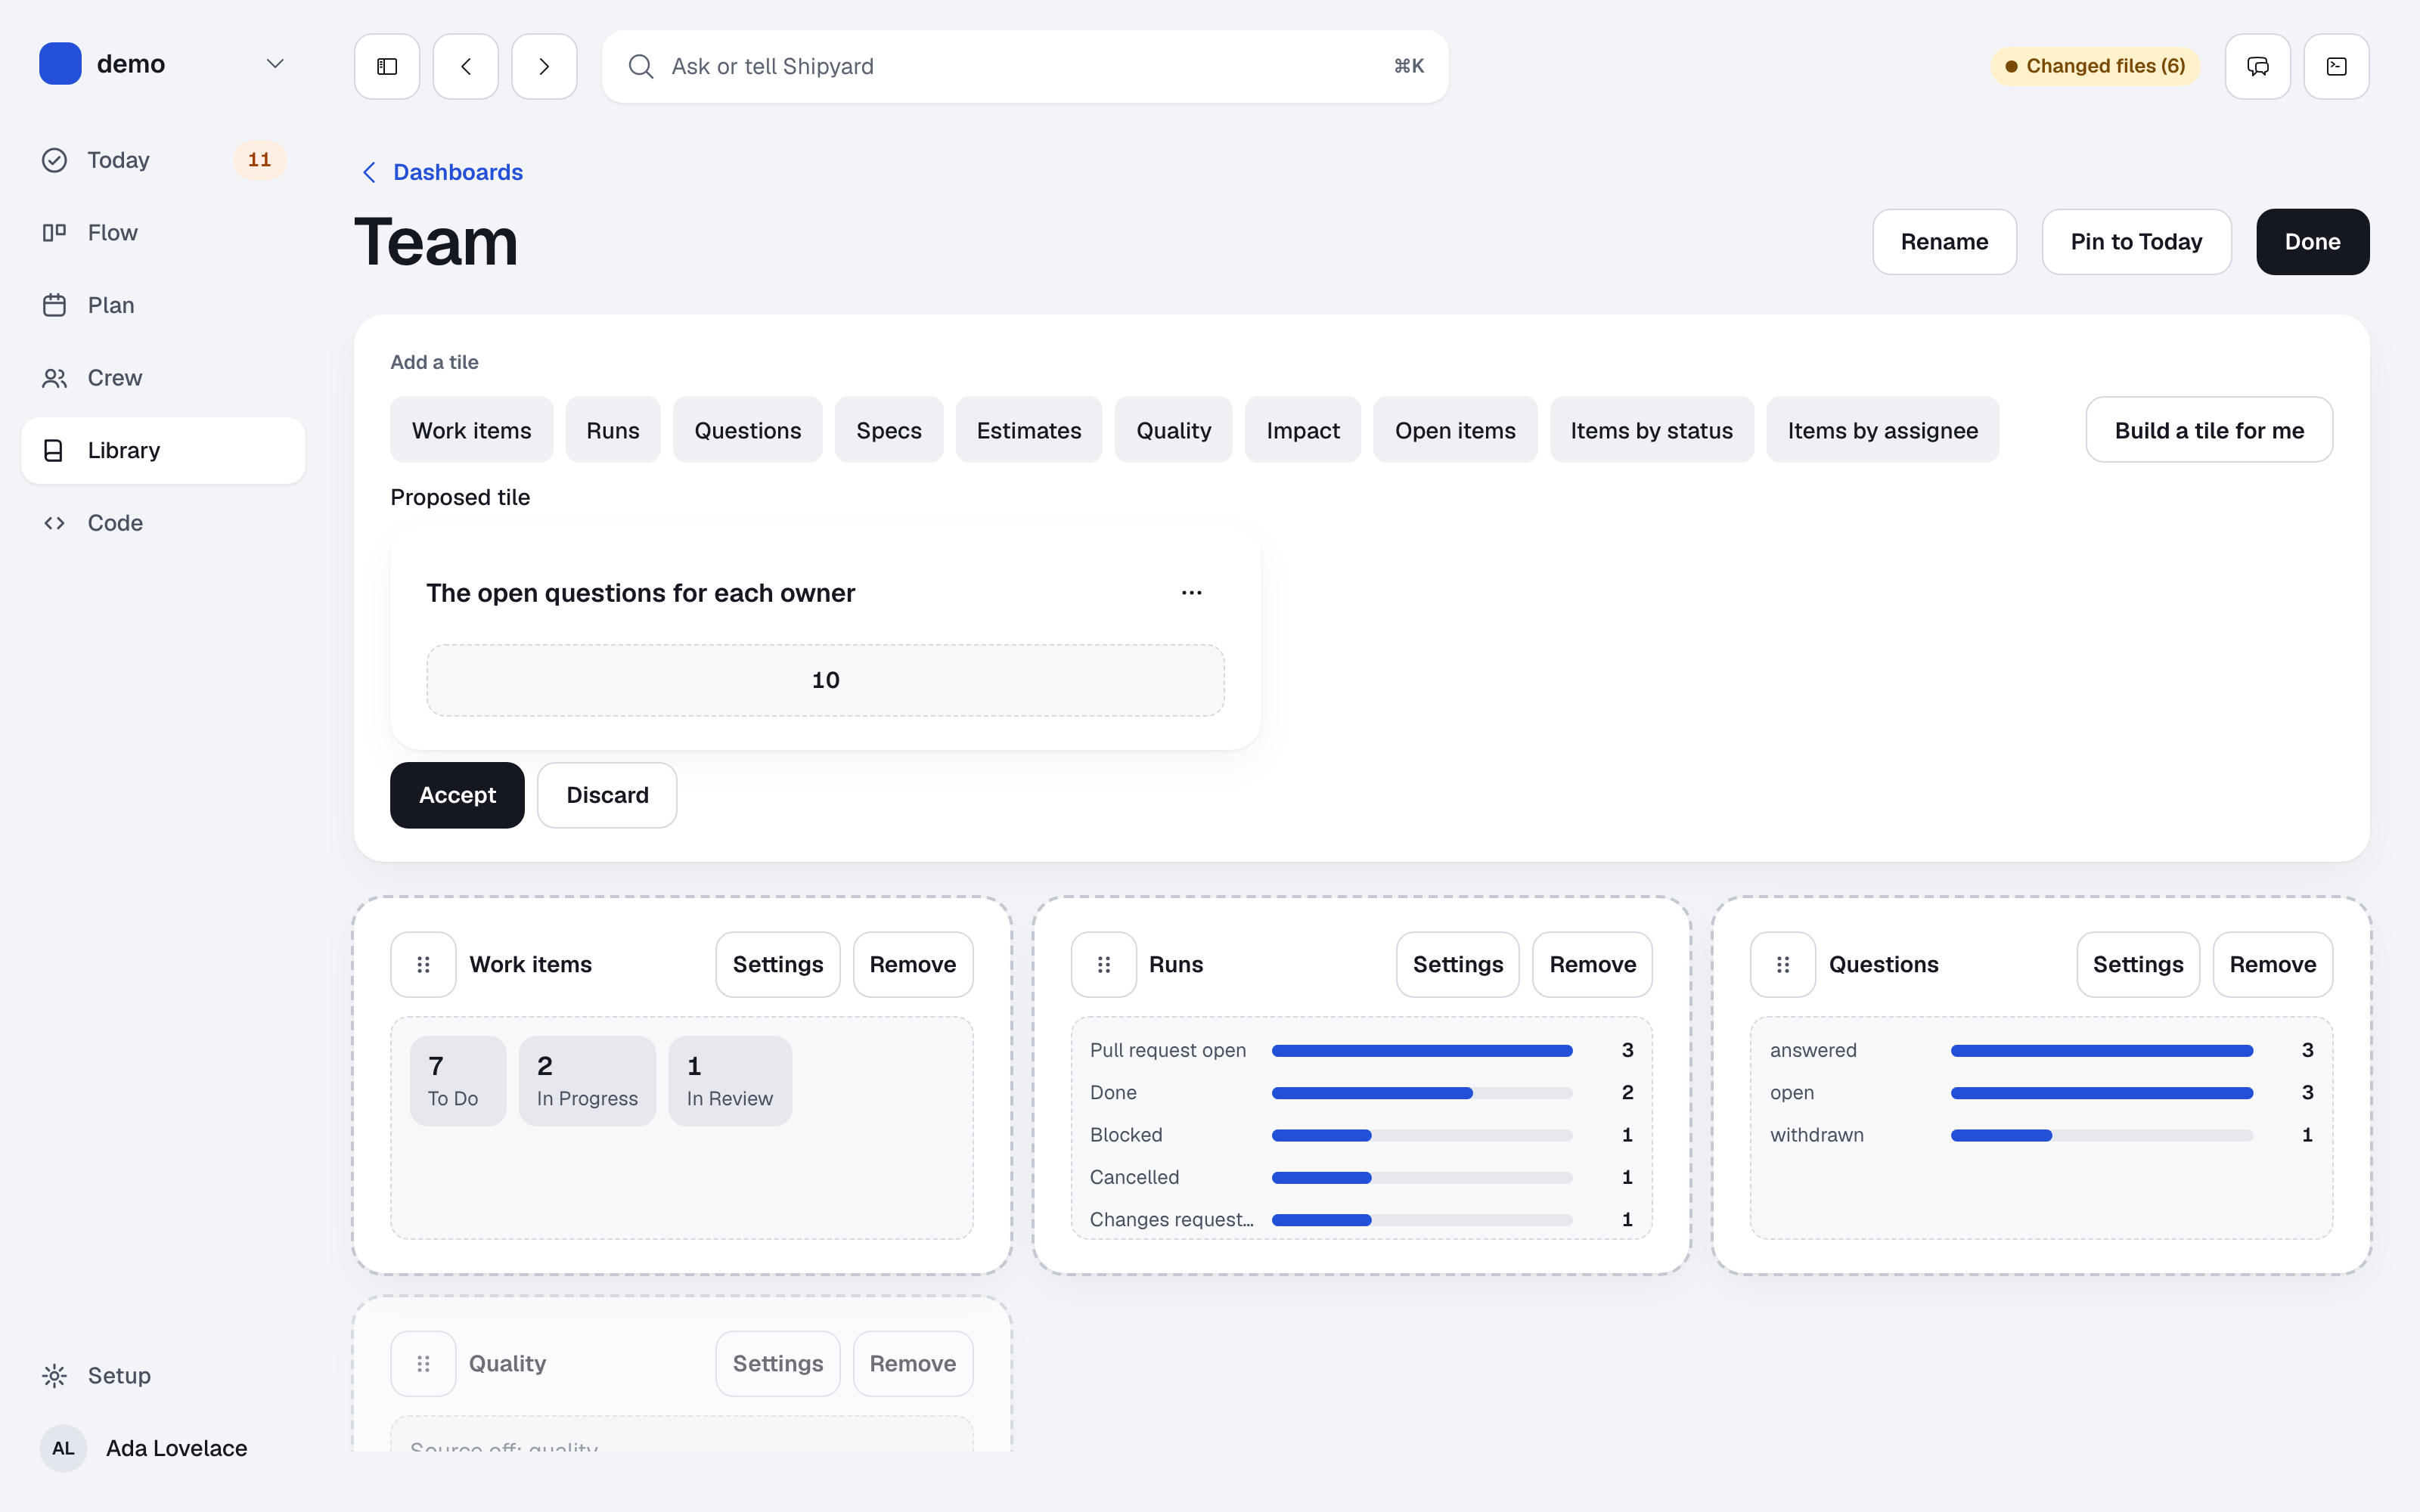 demo
Ask or tell Shipyard
⌘K
Changed files (6)
Today
11
Flow
Plan
Crew
Library
Code
Setup
AL
Ada Lovelace
Dashboards
Team
Rename
Pin to Today
Done
Add a tile
Work items
Runs
Questions
Specs
Estimates
Quality
Impact
Open items
Items by status
Items by assignee
Build a tile for me
Proposed tile
The open questions for each owner
10
Accept
Discard
Work items
Settings
Remove
7
To Do
2
In Progress
1
In Review
Runs
Settings
Remove
Pull request open 3
Done 2
Blocked 1
Cancelled 1
Changes request... 1
Questions
Settings
Remove
answered 3
open 3
withdrawn 1
Quality
Settings
Remove
Source off: quality